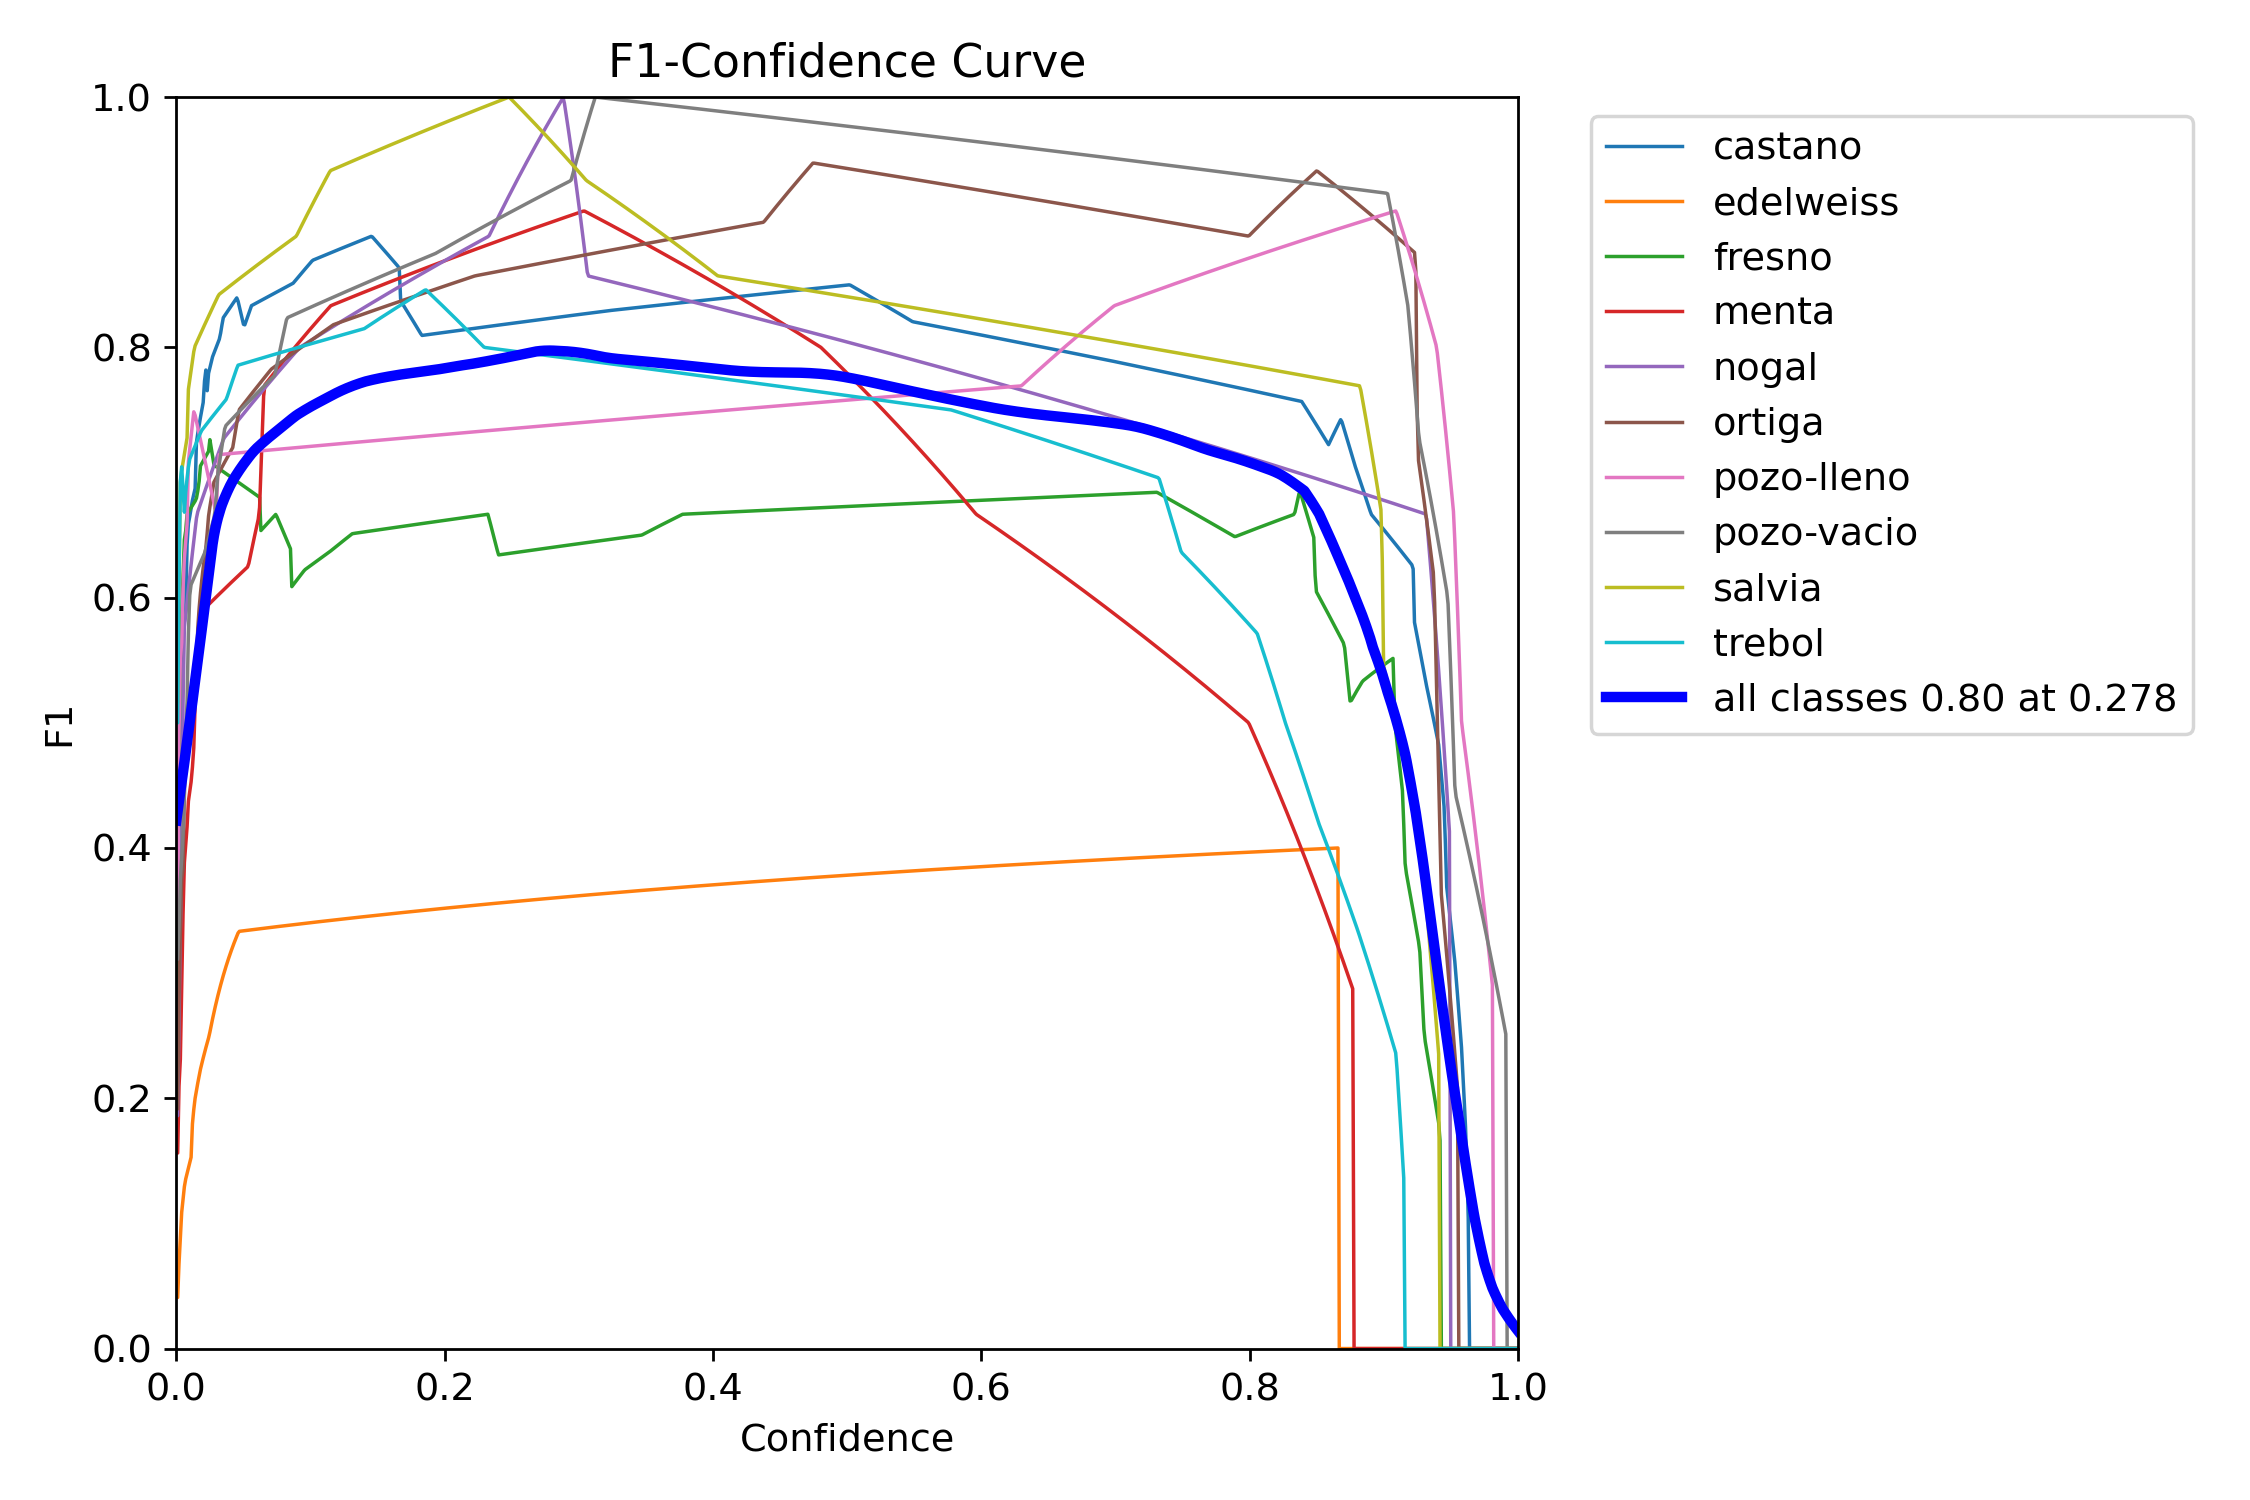 F1-Confidence Curve
1.0
0.8
0.6
0.4
0.2
0.0
F1
0.0 0.2 0.4 0.6 0.8 1.0
Confidence
castano
edelweiss
fresno
menta
nogal
ortiga
pozo-lleno
pozo-vacio
salvia
trebol
all classes 0.80 at 0.278